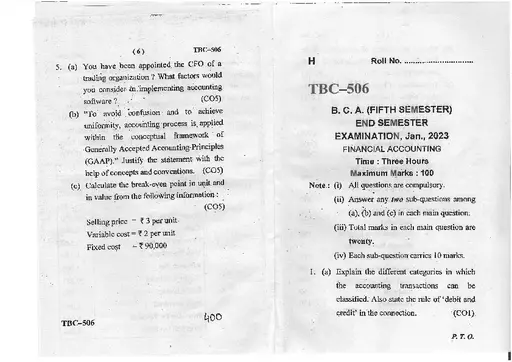 (6) TBC–506
5. (a) You have been appointed the CFO of a
trading organization ? What factors would
you consider in implementing accounting
software ? (CO5)
(b) "To avoid confusion and to achieve
uniformity, accounting process is applied
within the conceptual framework of
Generally Accepted Accounting Principles
(GAAP)." Justify the statement with the
help of concepts and conventions. (CO5)
(c) Calculate the break-even point in unit and
in value from the following information :
(CO5)
Selling price = ₹ 3 per unit
Variable cost = ₹ 2 per unit
Fixed cost – ₹ 90,000
TBC–506 400
H Roll No. ............................
TBC–506
B. C. A. (FIFTH SEMESTER)
END SEMESTER
EXAMINATION, Jan., 2023
FINANCIAL ACCOUNTING
Time : Three Hours
Maximum Marks : 100
Note : (i) All questions are compulsory.
(ii) Answer any two sub-questions among
(a), (b) and (c) in each main question.
(iii) Total marks in each main question are
twenty.
(iv) Each sub-question carries 10 marks.
1. (a) Explain the different categories in which
the accounting transactions can be
classified. Also state the rule of 'debit and
credit' in the connection. (CO1)
P. T. O.